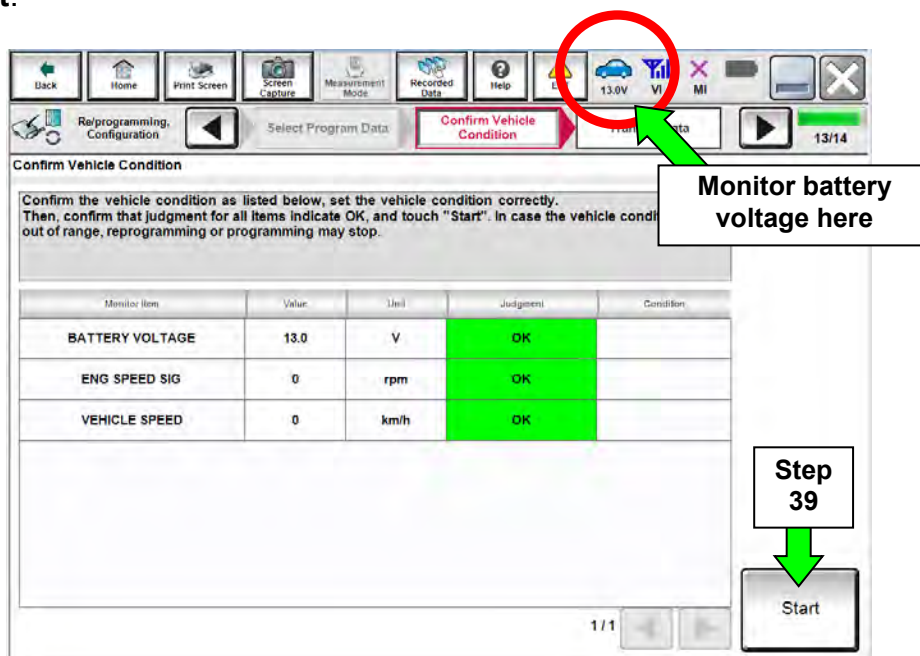 t.
Back
Home
Print Screen
Screen
Capture
Measurement
Mode
Recorded
Data
Help
13.0V
VI
MI
Re/programming,
Configuration
Select Program Data
Confirm Vehicle
Condition
13/14
Confirm Vehicle Condition
Monitor battery
voltage here
Confirm the vehicle condition as listed below, set the vehicle condition correctly.
Then, confirm that judgment for all items indicate OK, and touch "Start". In case the vehicle
out of range, reprogramming or programming may stop.
Monitor Item
Value
Unit
Judgment
Condition
BATTERY VOLTAGE
13.0
V
OK
ENG SPEED SIG
0
rpm
OK
VEHICLE SPEED
0
km/h
OK
Step
39
Start
1/1